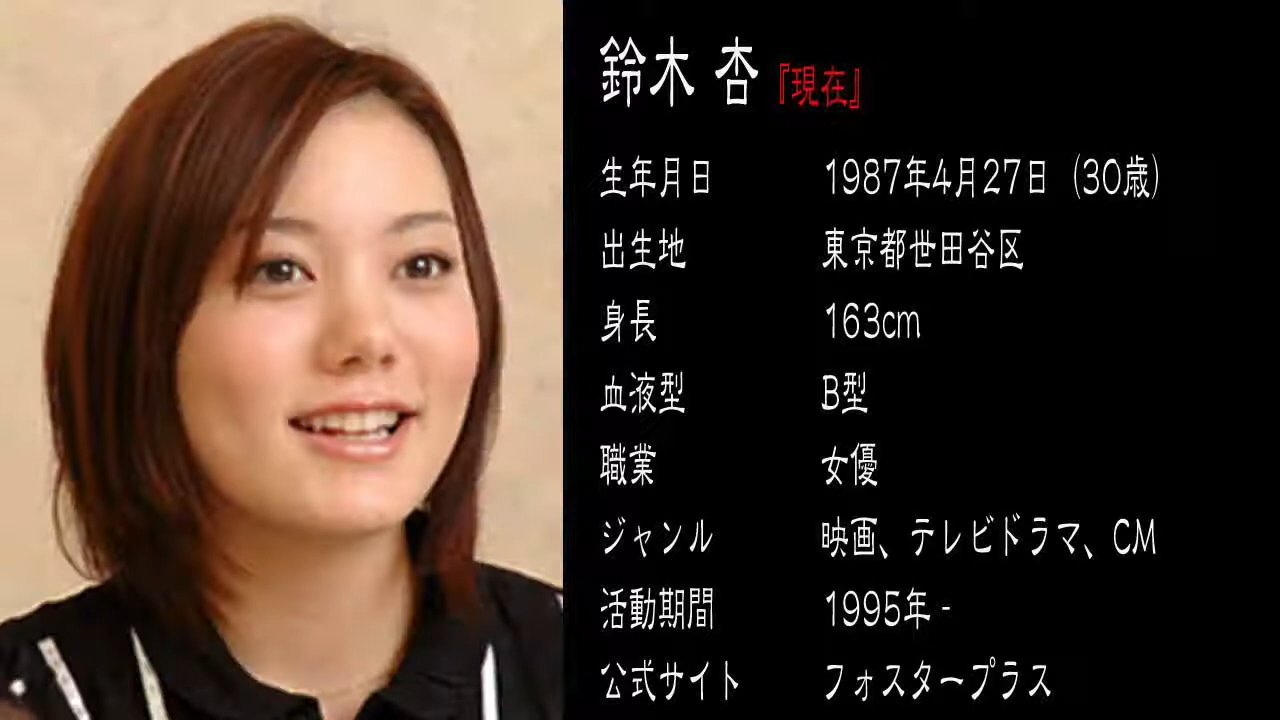 鈴木 杏『現在』
生年月日 1987年4月27日（30歳）
出生地 東京都世田谷区
身長 163cm
血液型 B型
職業 女優
ジャンル 映画、テレビドラマ、CM
活動期間 1995年 -
公式サイト フォスタープラス